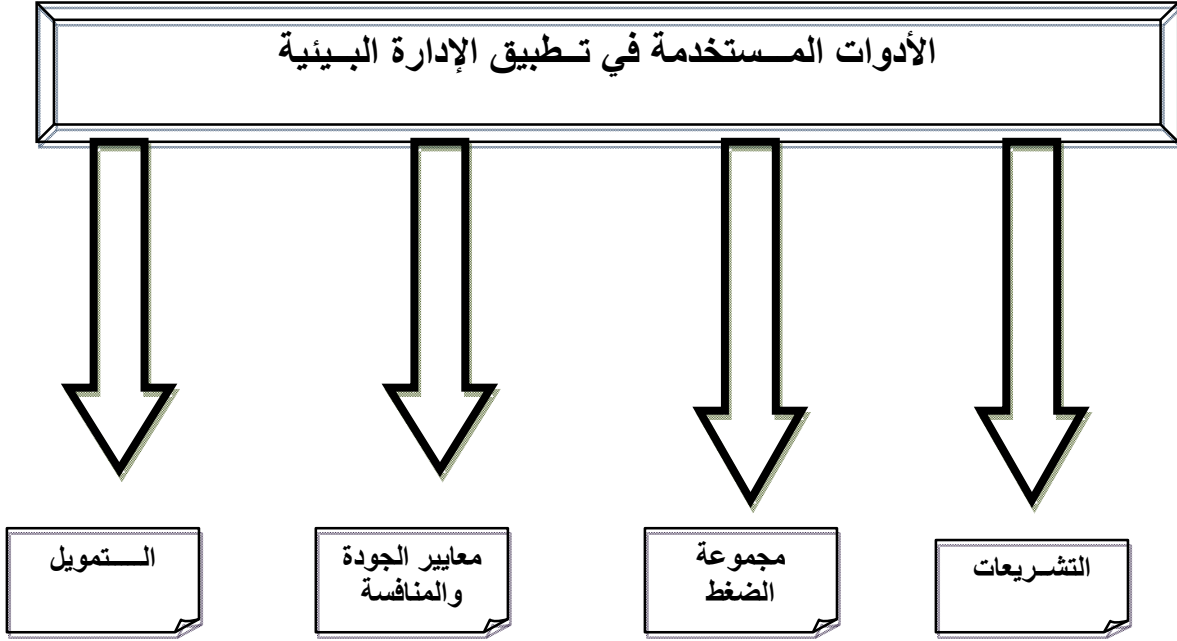 الأدوات المـــستخدمة في تــطبيق الإدارة البــيئية
التشــريعات
مجموعة
الضغط
معايير الجودة
والمنافسة
الـــــتمويل